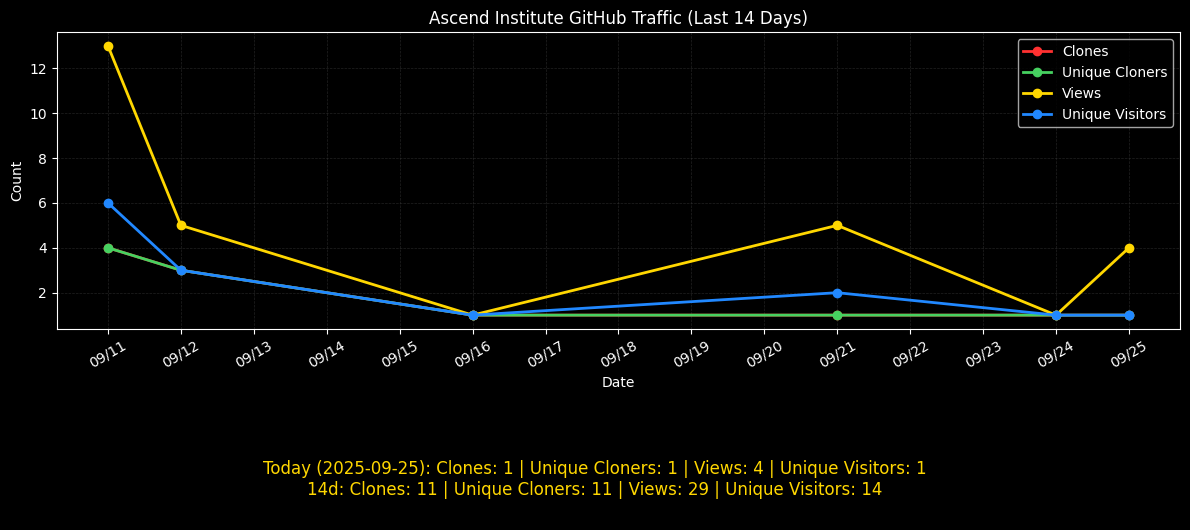 Ascend Institute GitHub Traffic (Last 14 Days)
Clones
Unique Cloners
Views
Unique Visitors
Count
12
10
8
6
4
2
09/11
09/12
09/13
09/14
09/15
09/16
09/17
09/18
09/19
09/20
09/21
09/22
09/23
09/24
09/25
Date
Today (2025-09-25): Clones: 1 | Unique Cloners: 1 | Views: 4 | Unique Visitors: 1
14d: Clones: 11 | Unique Cloners: 11 | Views: 29 | Unique Visitors: 14